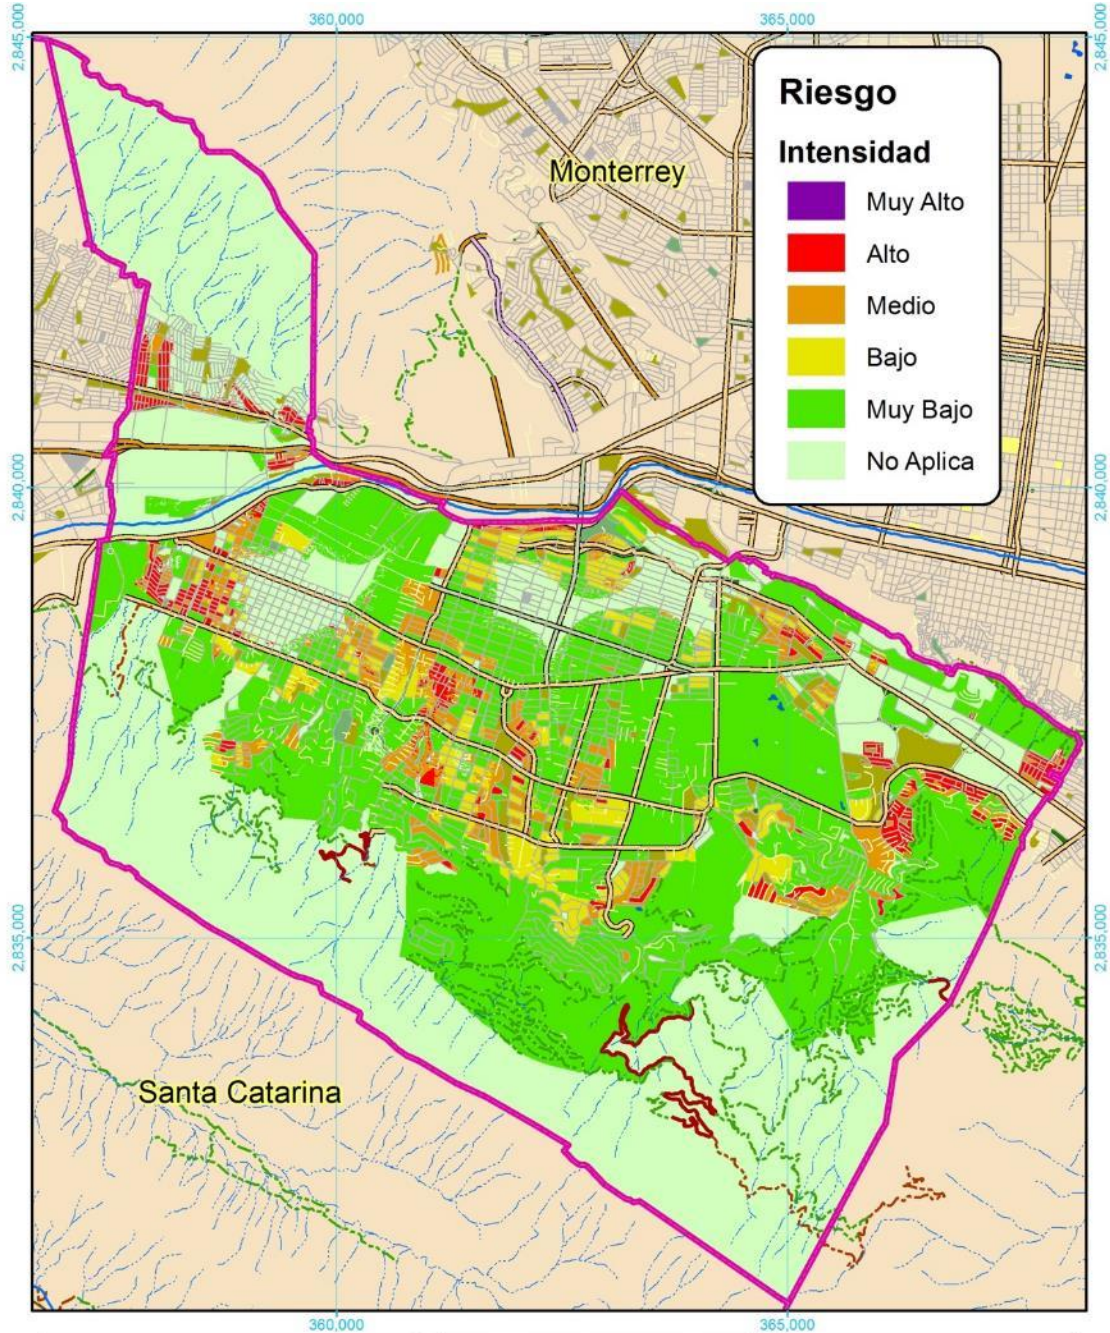 360,000
365,000
2,845,000
2,845,000
Riesgo
Intensidad
Muy Alto
Alto
Medio
Bajo
Muy Bajo
No Aplica
Monterrey
2,840,000
2,840,000
2,835,000
2,835,000
Santa Catarina
360,000
365,000